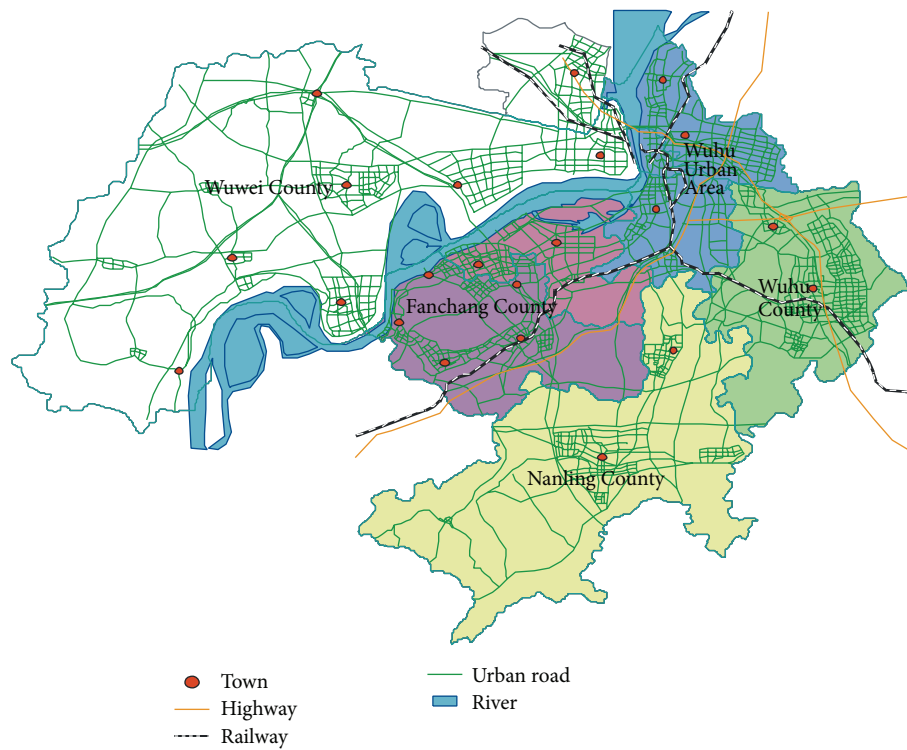 Wuhu
Urban
Area
Wuwei County
Wuhu
County
Fanchang County
Nanling County
Town
Highway
Railway
Urban road
River